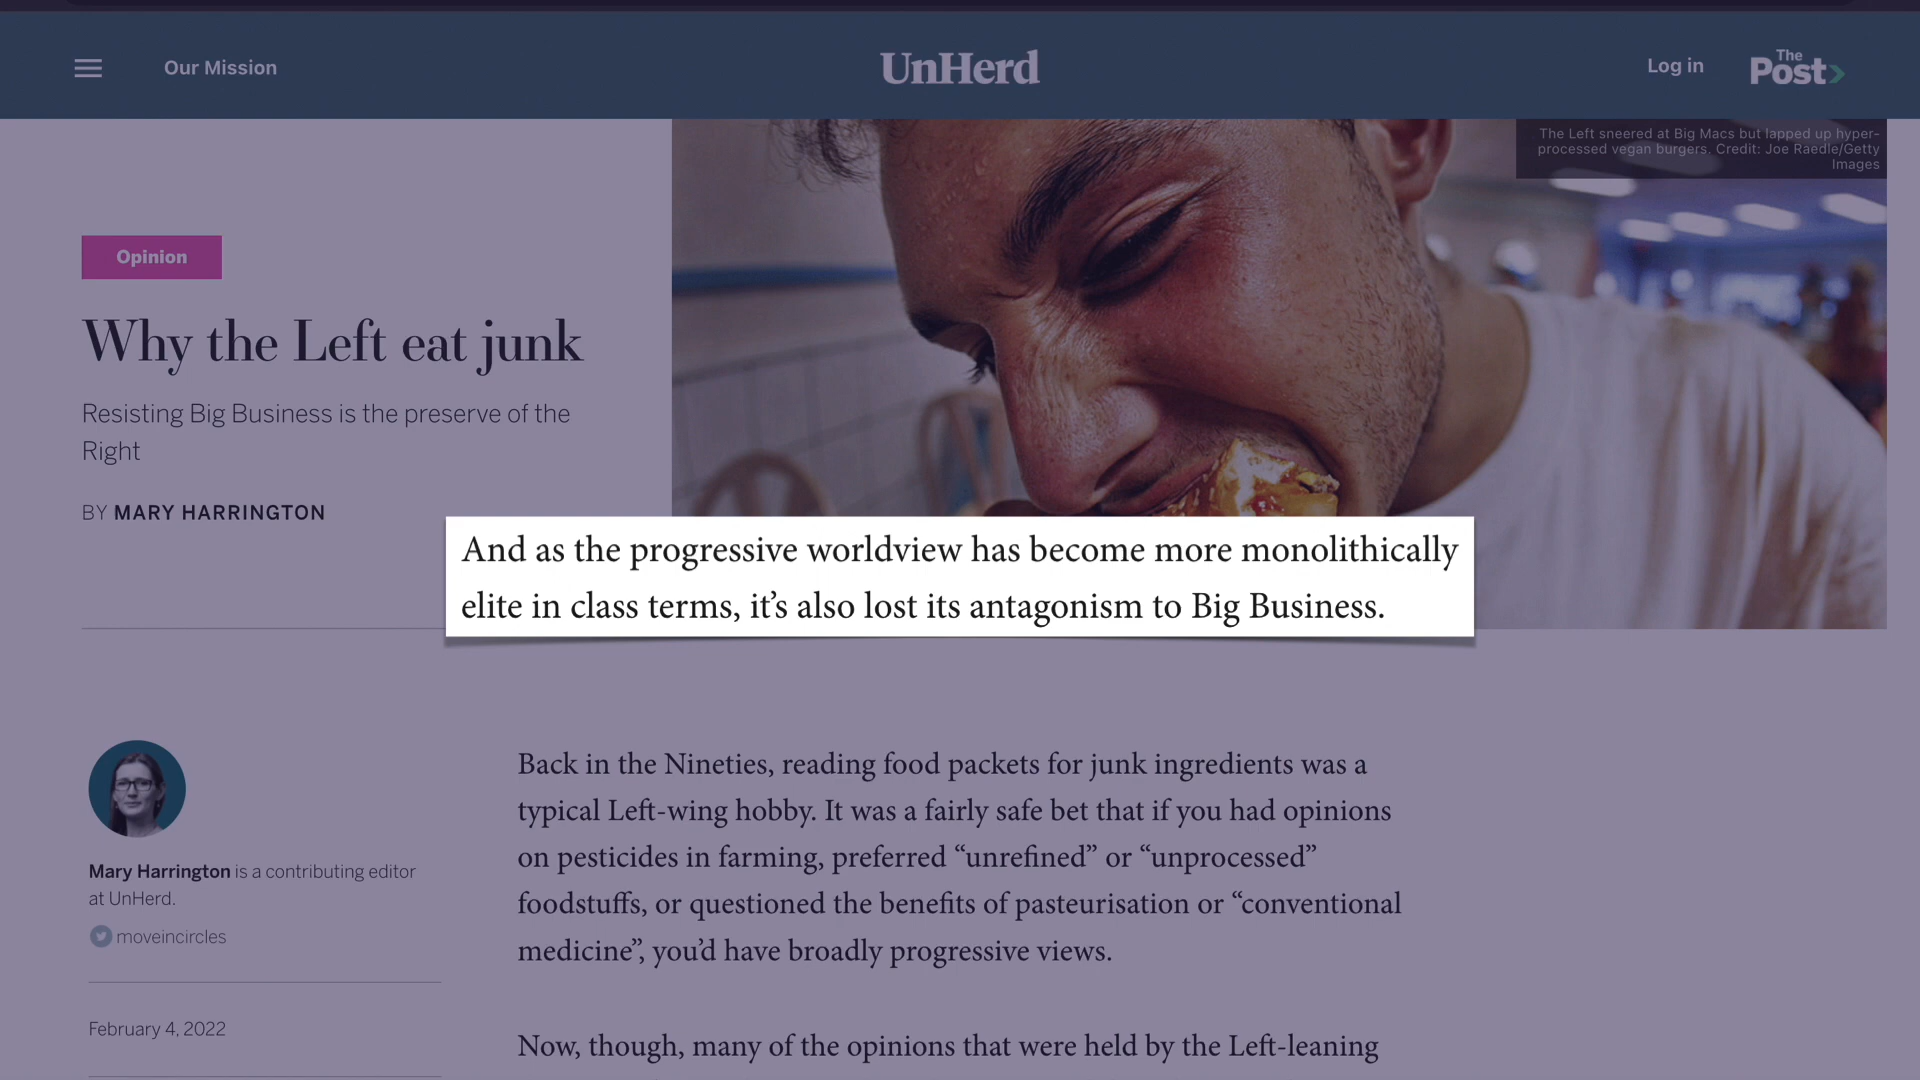 Our Mission
UnHerd
Log in
The
Post
The Left sneered at Big Macs but lapped up hyper-
processed vegan burgers. Credit: Joe Raedle/Getty
Images
Opinion
Why the Left eat junk
Resisting Big Business is the preserve of the
Right
BY MARY HARRINGTON
And as the progressive worldview has become more monolithically
elite in class terms, it’s also lost its antagonism to Big Business.
Mary Harrington is a contributing editor
at UnHerd.
moveincircles
February 4, 2022
Back in the Nineties, reading food packets for junk ingredients was a
typical Left-wing hobby. It was a fairly safe bet that if you had opinions
on pesticides in farming, preferred “unrefined” or “unprocessed”
foodstuffs, or questioned the benefits of pasteurisation or “conventional
medicine”, you’d have broadly progressive views.
Now, though, many of the opinions that were held by the Left-leaning